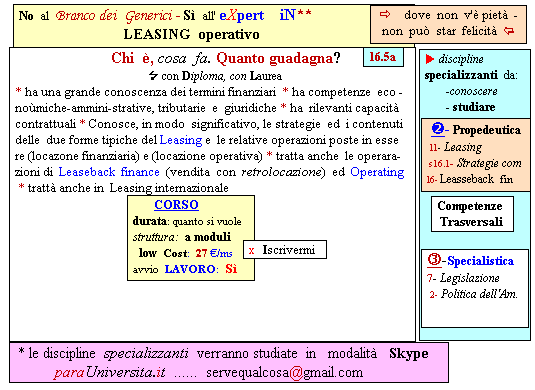 No al Branco dei Generici - Sì all' eXpert iN**
LEASING operativo
⇨ dove non v'è pietà -
non può star felicità
Chi è, cosa fa. Quanto guadagna?
16.5a
con Diploma, con Laurea
* ha una grande conoscenza dei termini finanziari * ha competenze eco-
noùmiche-ammini-strative, tributarie e giuridiche * ha rilevanti capacità
contrattuali * Conosce, in modo significativo, le strategie ed i contenuti
delle due forme tipiche del Leasing e le relative operazioni poste in esse
re (locazone finanziaria) e (locazione operativa) * tratta anche le operara-
zioni di Leaseback finance (vendita con retrolocazione) ed Operating
* trattà anche in Leasing internazionale
CORSO
durata: quanto si vuole
struttura: a moduli
low Cost: 27 €/ms
avvio LAVORO: Sì
x Iscrivermi
▶ discipline
specializzanti da:
-conoscere
- studiare
❷- Propedeutica
11- Leasing
s16.1- Strategie com
16- Leasseback fin
Competenze
Trasversali
③-Specialistica
7- Legislazione
2- Politica dell'Am.
* le discipline specializzanti verranno studiate in modalità Skype
paraUniversita.it ...... servequalcosa@gmail.com